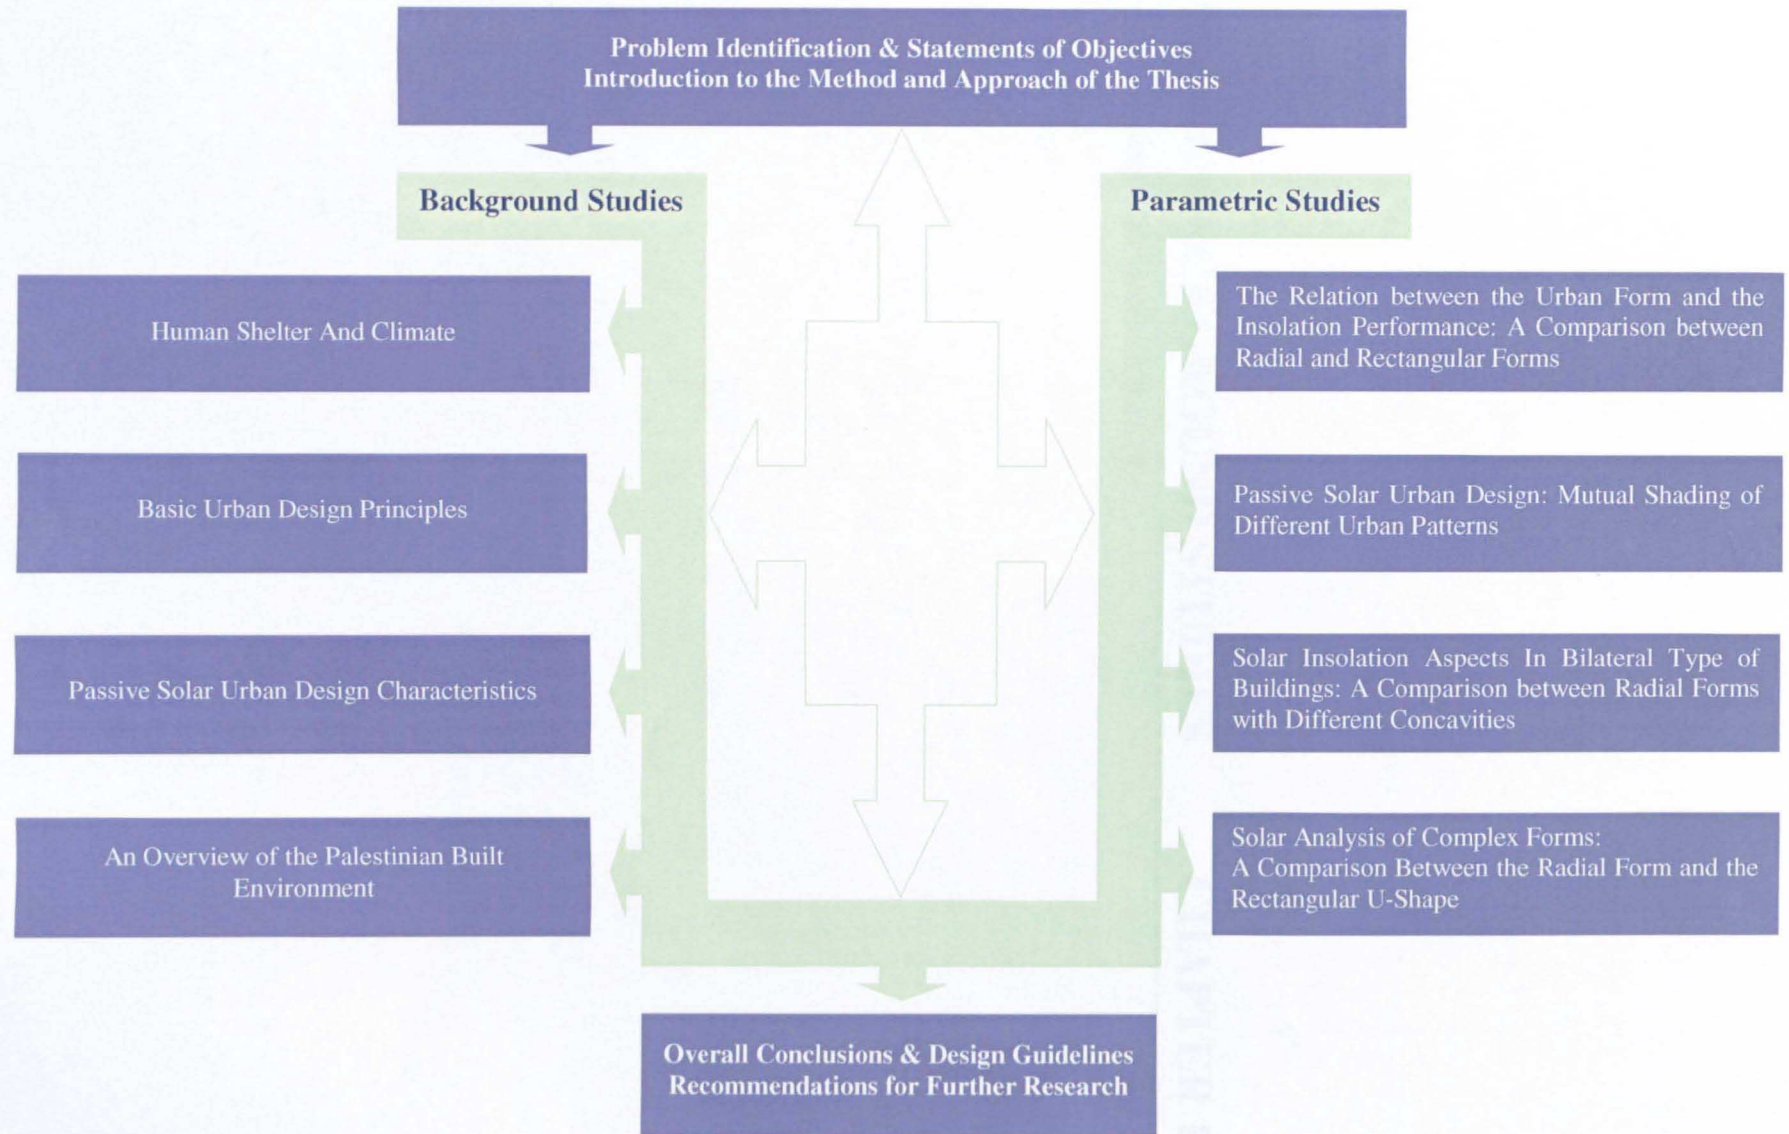 Problem Identification & Statements of Objectives
Introduction to the Method and Approach of the Thesis
Background Studies
Human Shelter And Climate
Basic Urban Design Principles
Passive Solar Urban Design Characteristics
An Overview of the Palestinian Built
Environment
Parametric Studies
The Relation between the Urban Form and the
Insolation Performance: A Comparison between
Radial and Rectangular Forms
Passive Solar Urban Design: Mutual Shading of
Different Urban Patterns
Solar Insolation Aspects In Bilateral Type of
Buildings: A Comparison between Radial Forms
with Different Concavities
Solar Analysis of Complex Forms:
A Comparison Between the Radial Form and the
Rectangular U-Shape
Overall Conclusions & Design Guidelines
Recommendations for Further Research